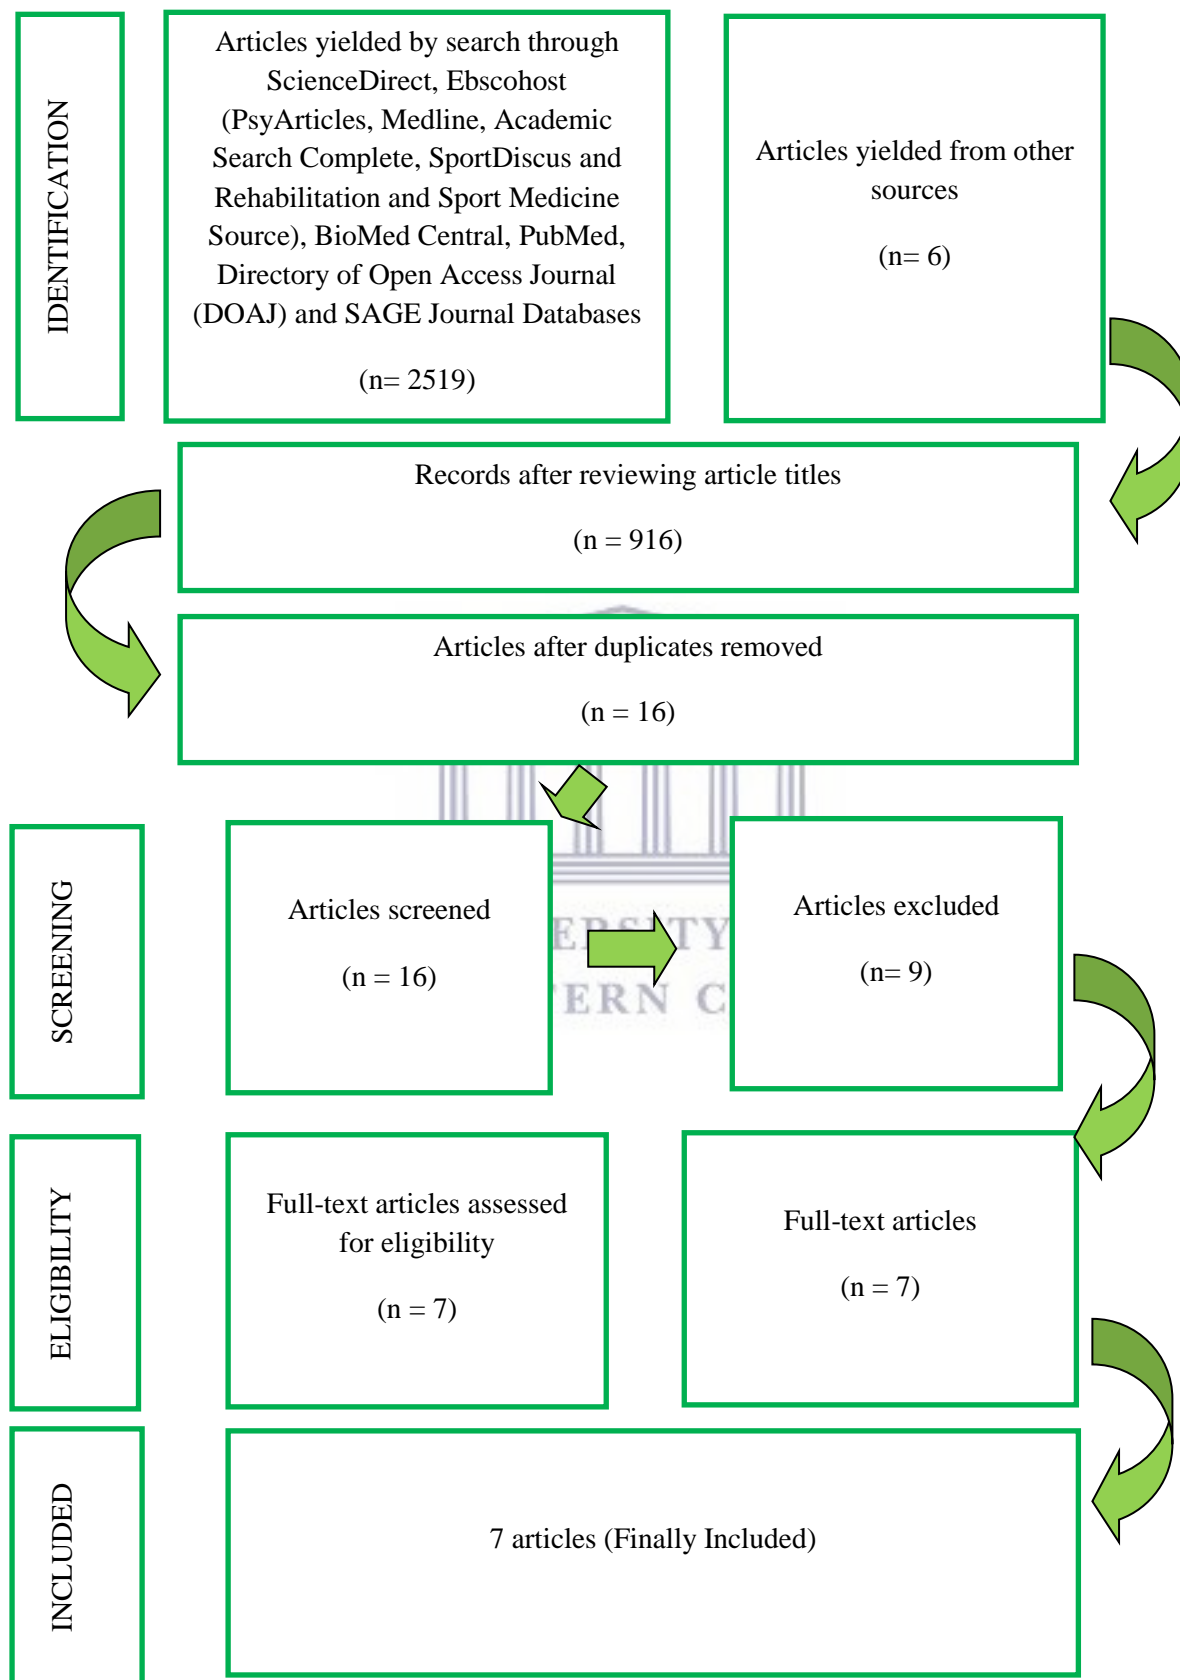 IDENTIFICATION
Articles yielded by search through
ScienceDirect, Ebscohost
(PsyArticles, Medline, Academic
Search Complete, SportDiscus and
Rehabilitation and Sport Medicine
Source), BioMed Central, PubMed,
Directory of Open Access Journal
(DOAJ) and SAGE Journal Databases
(n= 2519)
Articles yielded from other
sources
(n= 6)
Records after reviewing article titles
(n = 916)
Articles after duplicates removed
(n = 16)
SCREENING
Articles screened
(n = 16)
Articles excluded
(n= 9)
ERSITY
TERN C
ELIGIBILITY
Full-text articles assessed
for eligibility
(n = 7)
Full-text articles
(n = 7)
INCLUDED
7 articles (Finally Included)